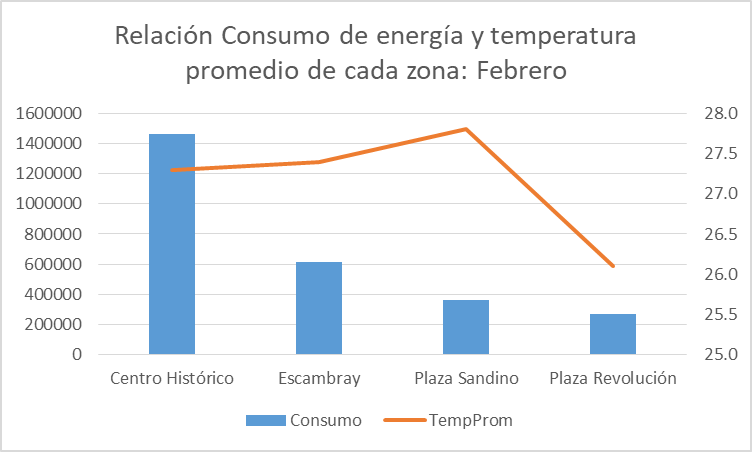 Relación Consumo de energía y temperatura
promedio de cada zona: Febrero
1600000
1400000
1200000
1000000
800000
600000
400000
200000
0
28.0
27.5
27.0
26.5
26.0
25.5
25.0
Centro Histórico
Escambray
Plaza Sandino
Plaza Revolución
Consumo
TempProm